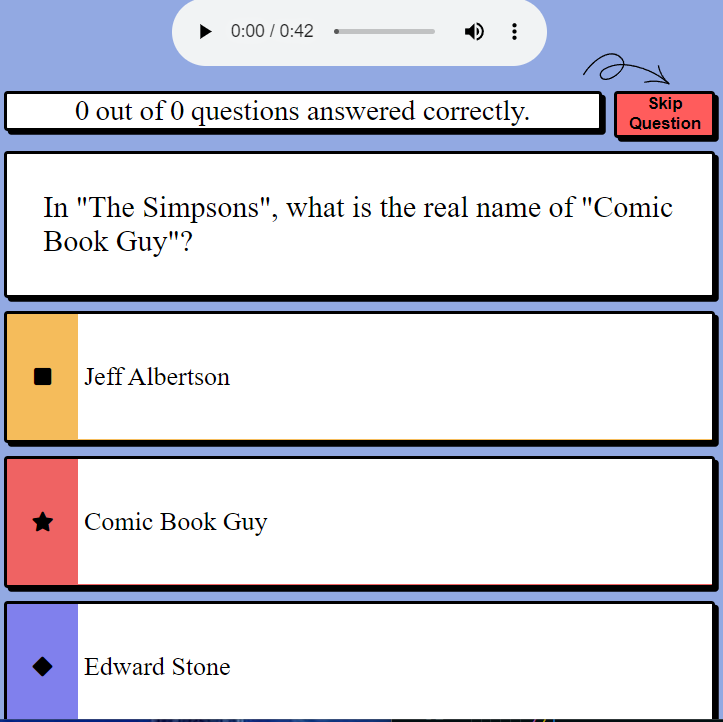 0:00 / 0:42
0 out of 0 questions answered correctly.
Skip
Question
In "The Simpsons", what is the real name of "Comic
Book Guy"?
Jeff Albertson
Comic Book Guy
Edward Stone